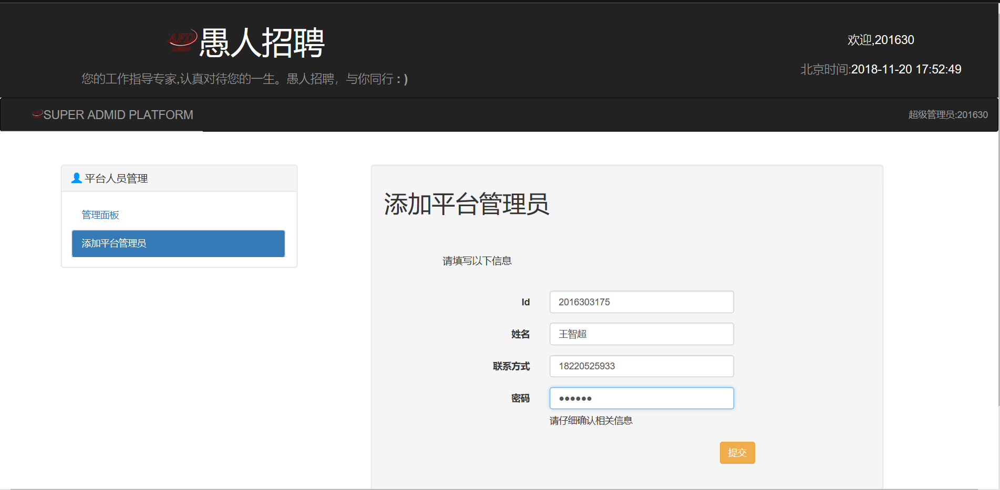 愚人招聘
您的工作指导专家,认真对待您的一生。愚人招聘，与你同行 : )
欢迎,201630
北京时间:2018-11-20 17:52:49
SUPER ADMID PLATFORM
超级管理员:201630
平台人员管理
管理面板
添加平台管理员
添加平台管理员
请填写以下信息
Id 2016303175
姓名 王智超
联系方式 18220525933
密码 ●●●●●●
请仔细确认相关信息
提交